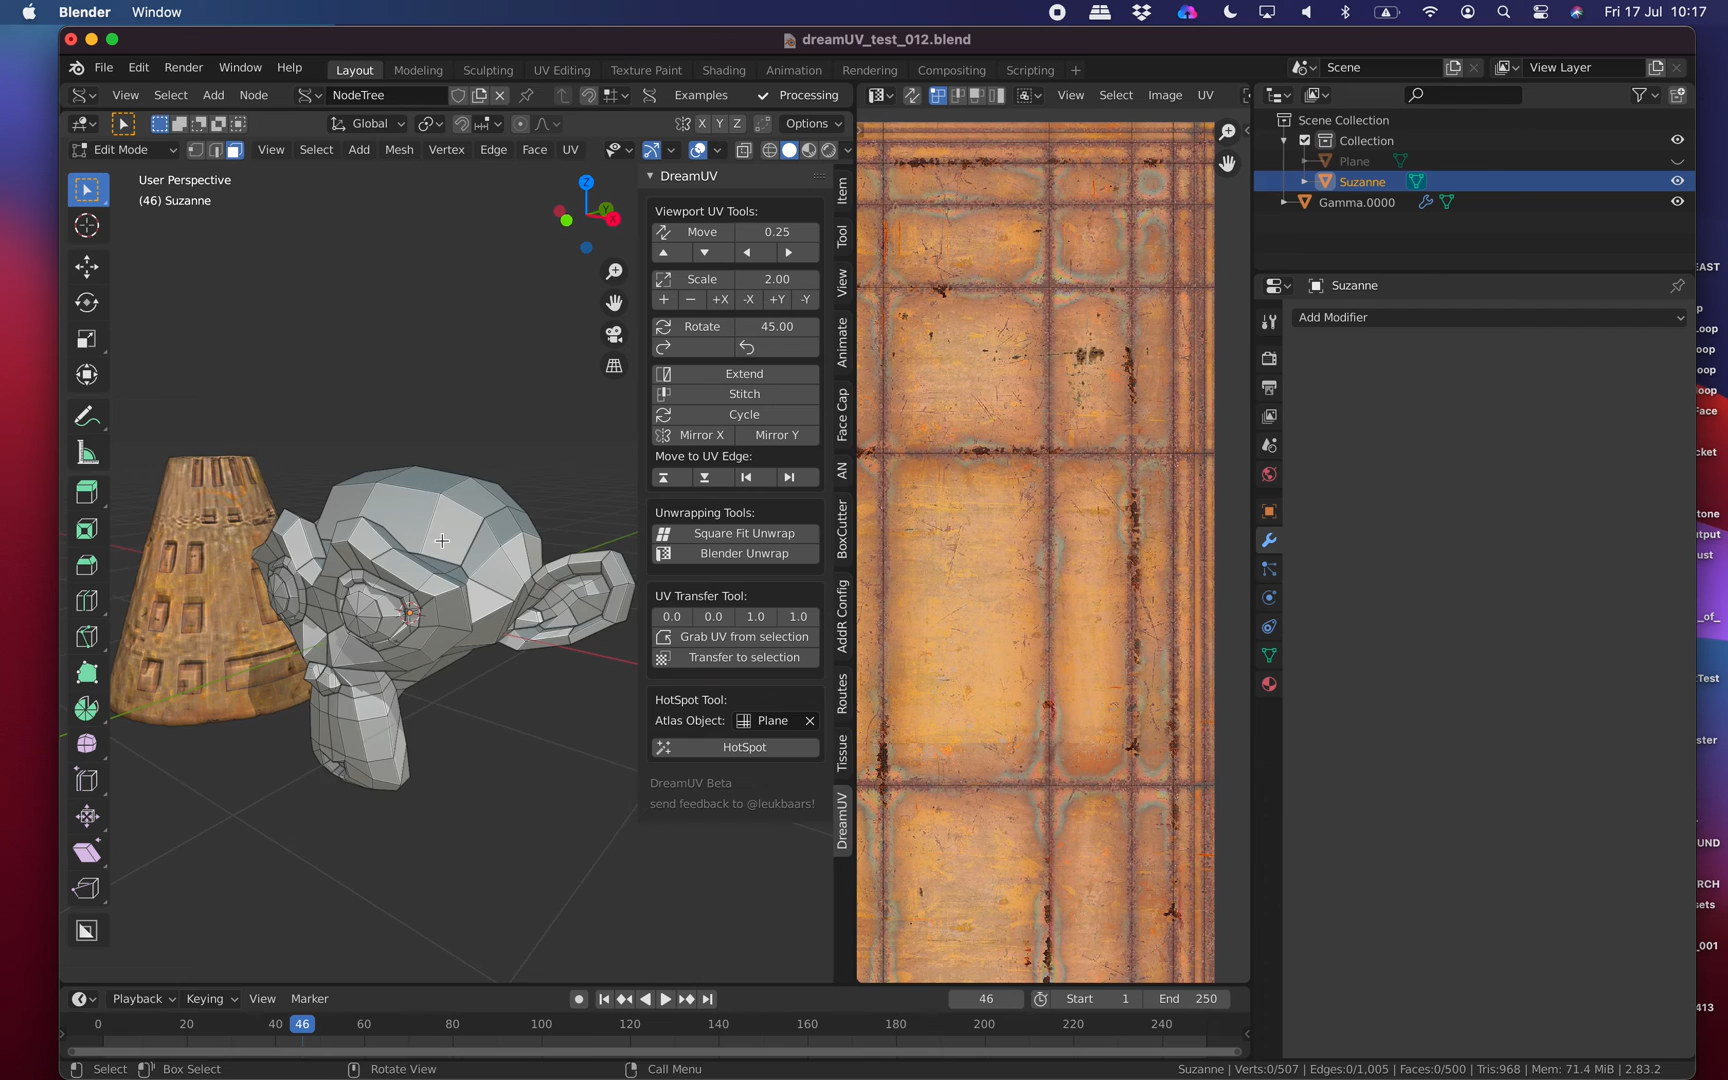 Blender Window Fri 17 Jul 10:17
dreamUV_test_012.blend
File Edit Render Window Help Layout Modeling Sculpting UV Editing Texture Paint Shading Animation Rendering Compositing Scripting + Scene View Layer
View Select Add Node NodeTree Examples Processing View Select Image UV
Global X Y Z Options
Scene Collection
Collection
Edit Mode View Select Add Mesh Vertex Edge Face UV
Plane
User Perspective
(46) Suzanne
Suzanne
Gamma.0000
DreamUV
Viewport UV Tools:
Move 0.25
Scale 2.00
+ − +X -X +Y -Y
Rotate 45.00
Extend
Stitch
Cycle
Mirror X Mirror Y
Move to UV Edge:
Unwrapping Tools:
Square Fit Unwrap
Blender Unwrap
UV Transfer Tool:
0.0 0.0 1.0 1.0
Grab UV from selection
Transfer to selection
HotSpot Tool:
Atlas Object: Plane
HotSpot
DreamUV Beta
send feedback to @leukbaars!
Item
Tool
View
Animate
Face Cap
AN
BoxCutter
AddR Config
Routes
Tissue
DreamUV
Z
Y
X
Suzanne
Add Modifier
Playback Keying View Marker 46 Start 1 End 250
0 20 40 46 60 80 100 120 140 160 180 200 220 240
Select Box Select Rotate View Call Menu Suzanne | Verts:0/507 | Edges:0/1,005 | Faces:0/500 | Tris:968 | Mem: 71.4 MiB | 2.83.2